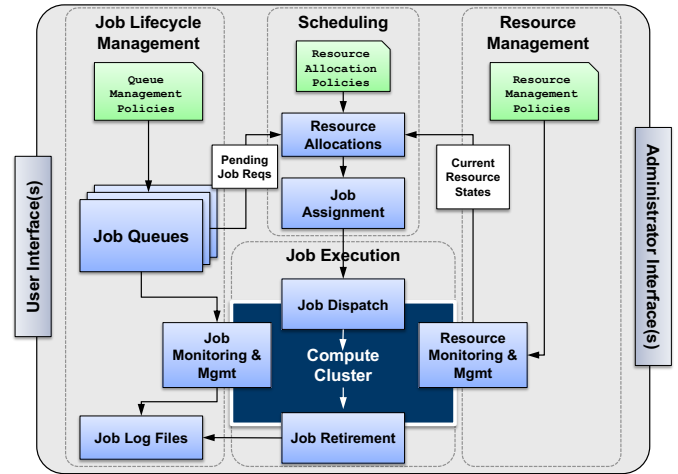 Job Lifecycle
Management
Scheduling
Resource
Management
Queue
Management
Policies
Resource
Allocation
Policies
Resource
Management
Policies
Resource
Allocations
Pending
Job Reqs
Current
Resource
States
Job
Assignment
Job Queues
User Interface(s)
Administrator Interface(s)
Job Execution
Job Dispatch
Job
Monitoring &
Mgmt
Compute
Cluster
Resource
Monitoring &
Mgmt
Job Log Files
Job Retirement